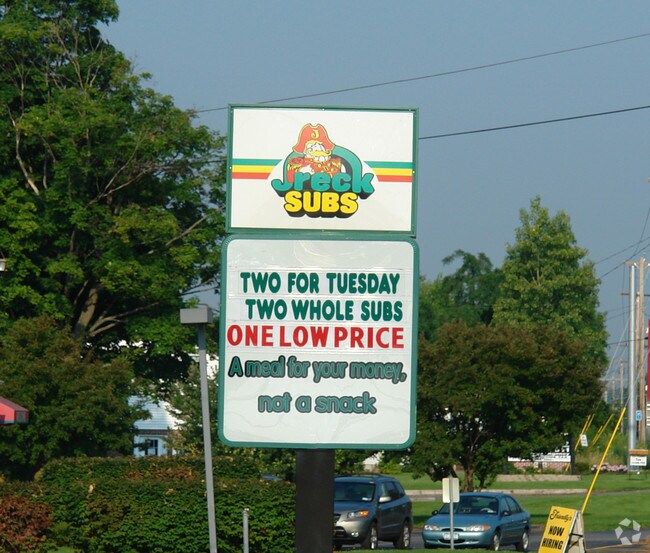 Jreck
SUBS
TWO FOR TUESDAY
TWO WHOLE SUBS
ONE LOW PRICE
A meal for your money,
not a snack
NOW
HIRING